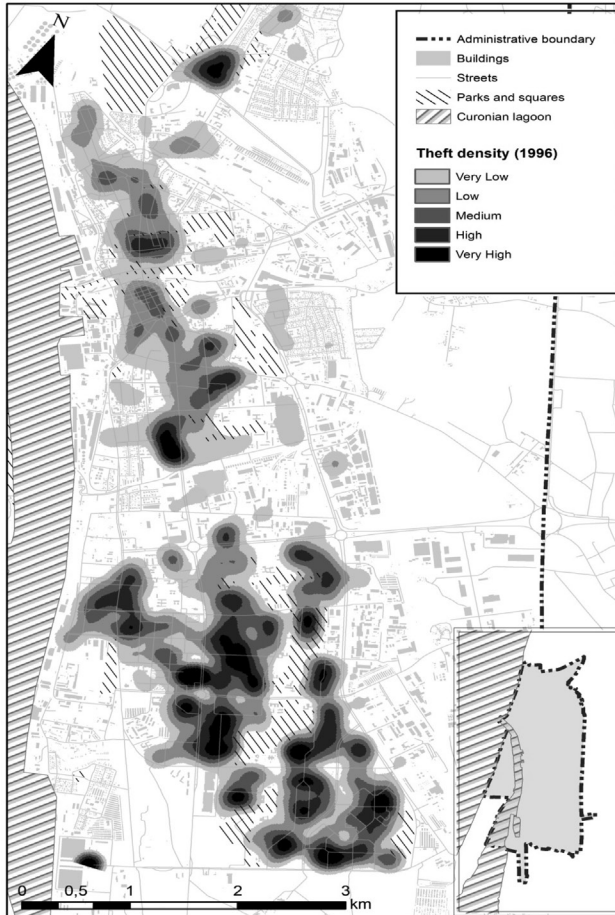 N
Administrative boundary
Buildings
Streets
Parks and squares
Curonian lagoon
Theft density (1996)
Very Low
Low
Medium
High
Very High
0 0,5 1 2 3
km